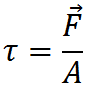 τ = F⃗ / A